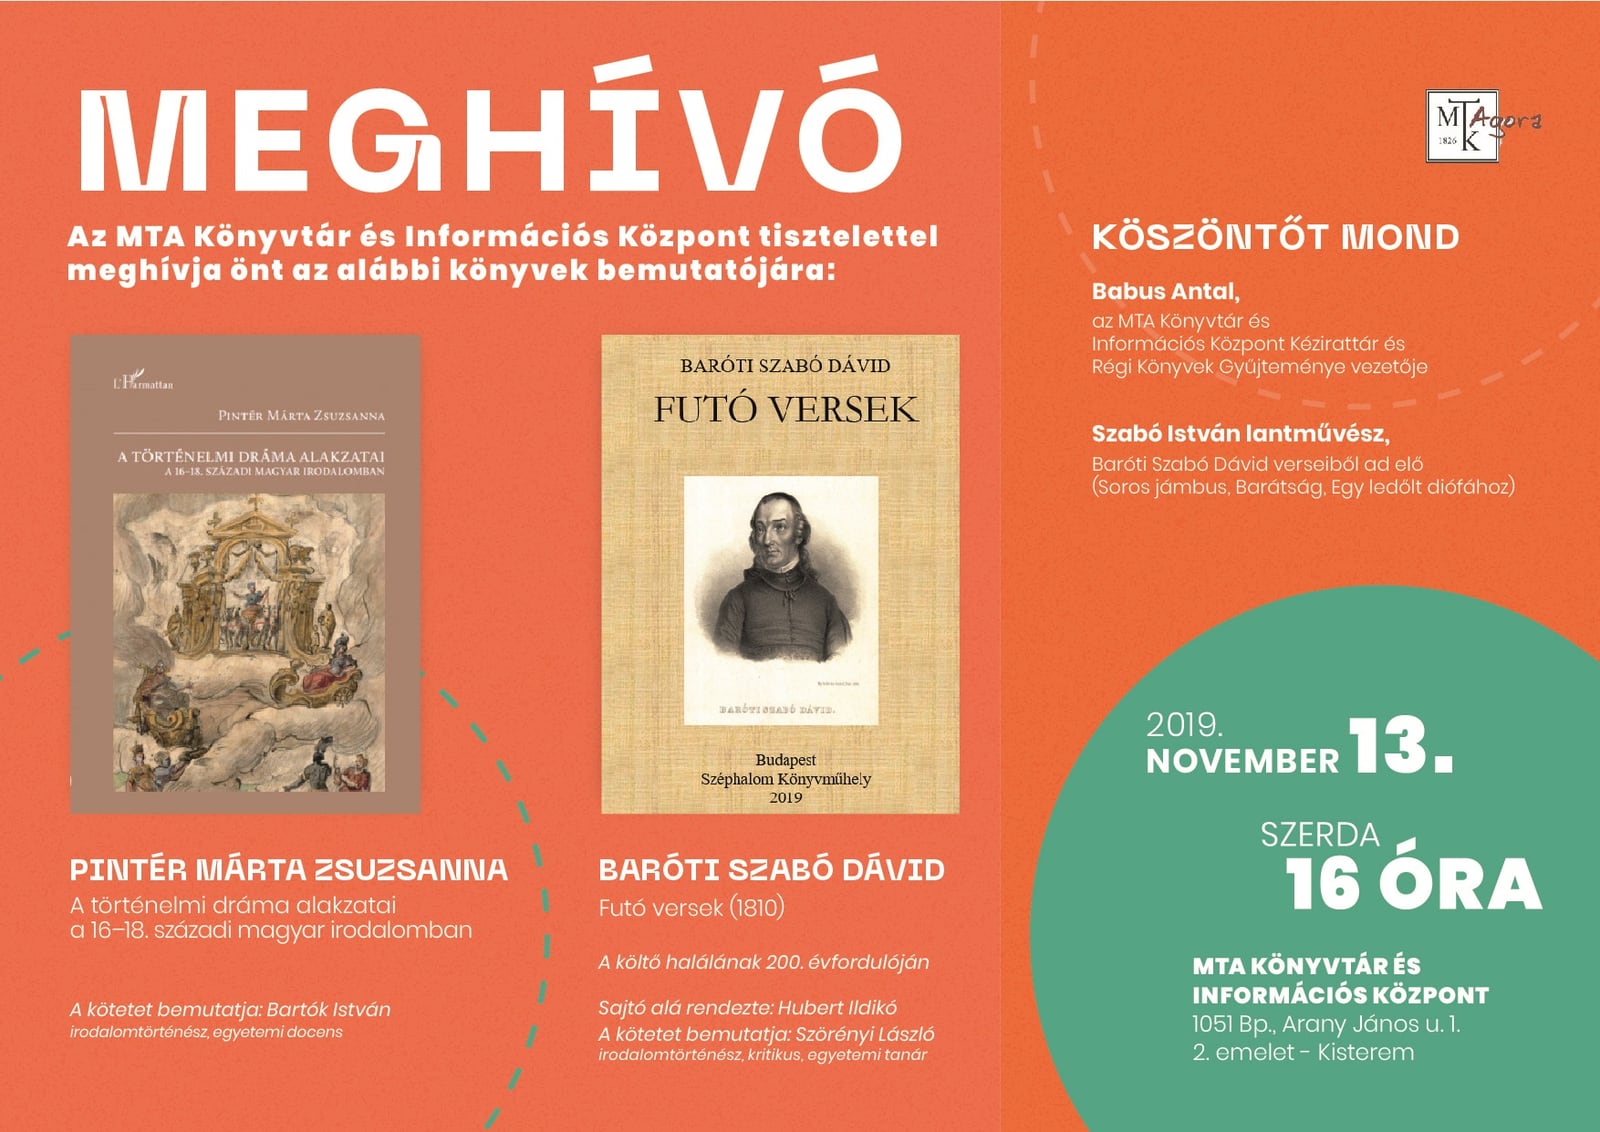 MEGHÍVÓ
Az MTA Könyvtár és Információs Központ tisztelettel
meghívja önt az alábbi könyvek bemutatójára:
L'Harmattan
PINTÉR MÁRTA ZSUZSANNA
A TÖRTÉNELMI DRÁMA ALAKZATAI
A 16–18. SZÁZADI MAGYAR IRODALOMBAN
PINTÉR MÁRTA ZSUZSANNA
A történelmi dráma alakzatai
a 16–18. századi magyar irodalomban
A kötetet bemutatja: Bartók István
irodalomtörténész, egyetemi docens
BARÓTI SZABÓ DÁVID
FUTÓ VERSEK
BARÓTI SZABÓ DÁVID.
Budapest
Széphalom Könyvműhely
2019
BARÓTI SZABÓ DÁVID
Futó versek (1810)
A költő halálának 200. évfordulóján
Sajtó alá rendezte: Hubert Ildikó
A kötetet bemutatja: Szörényi László
irodalomtörténész, kritikus, egyetemi tanár
MTAK Agora
1826
KÖSZÖNTŐT MOND
Babus Antal,
az MTA Könyvtár és
Információs Központ Kézirattár és
Régi Könyvek Gyűjteménye vezetője
Szabó István lantművész,
Baróti Szabó Dávid verseiből ad elő
(Soros jámbus, Barátság, Egy ledőlt diófához)
2019.
NOVEMBER 13.
SZERDA
16 ÓRA
MTA KÖNYVTÁR ÉS
INFORMÁCIÓS KÖZPONT
1051 Bp., Arany János u. 1.
2. emelet - Kisterem